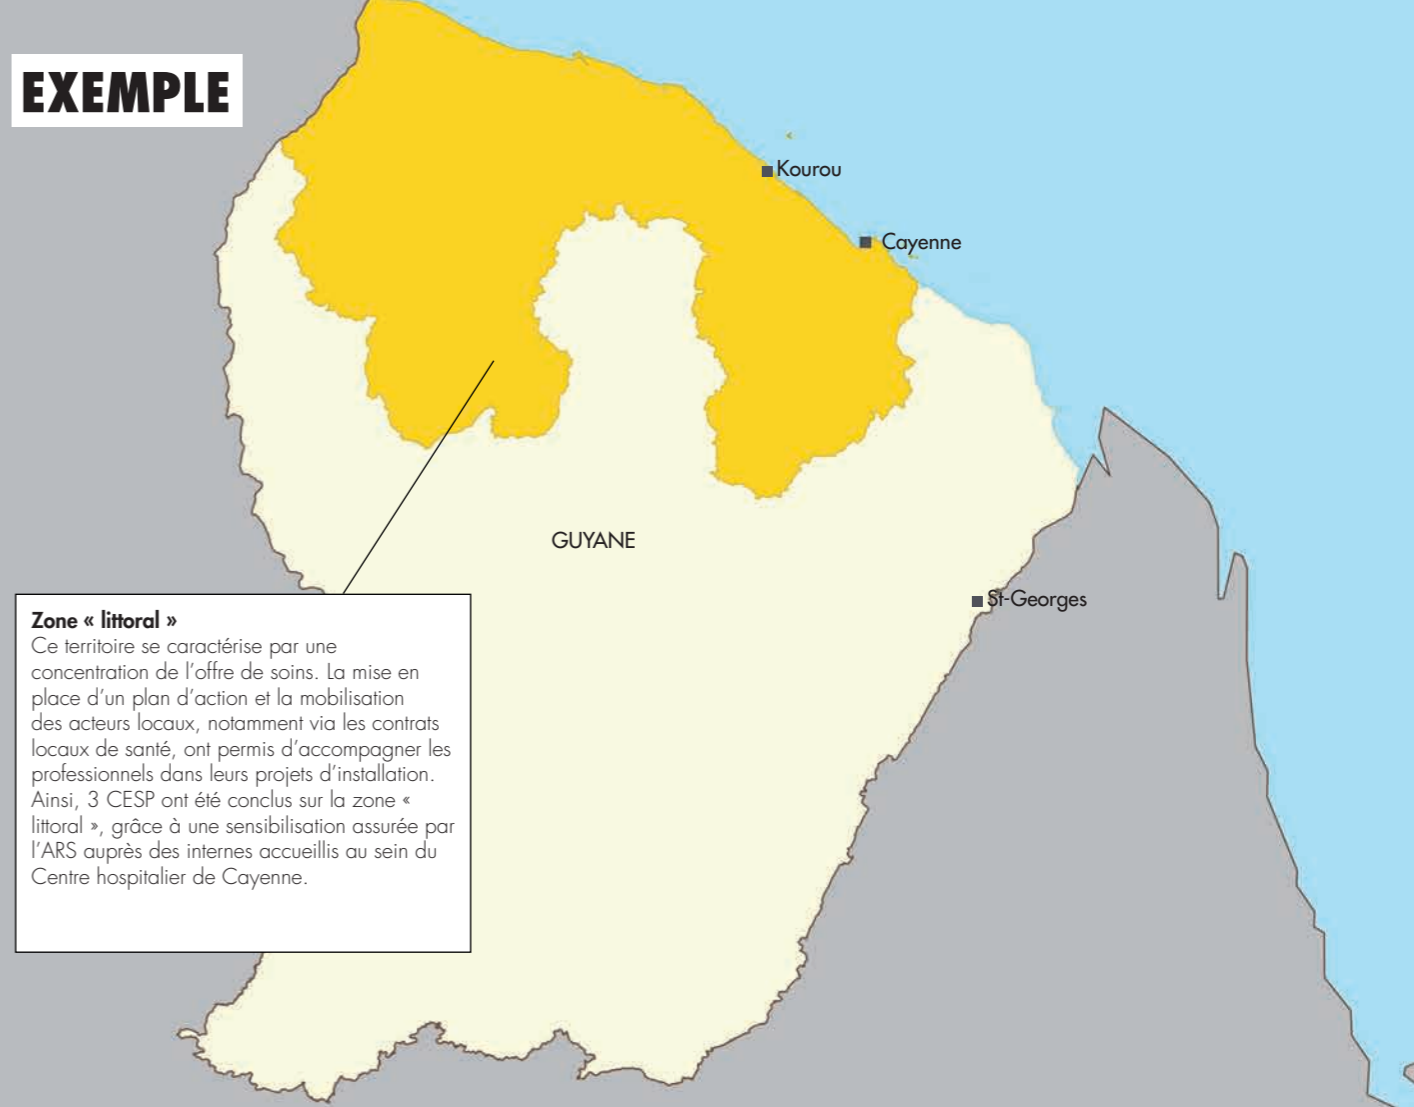 EXEMPLE
Kourou
Cayenne
GUYANE
St-Georges
Zone « littoral »
Ce territoire se caractérise par une
concentration de l'offre de soins. La mise en
place d'un plan d'action et la mobilisation
des acteurs locaux, notamment via les contrats
locaux de santé, ont permis d'accompagner les
professionnels dans leurs projets d'installation.
Ainsi, 3 CESP ont été conclus sur la zone «
littoral », grâce à une sensibilisation assurée par
l'ARS auprès des internes accueillis au sein du
Centre hospitalier de Cayenne.